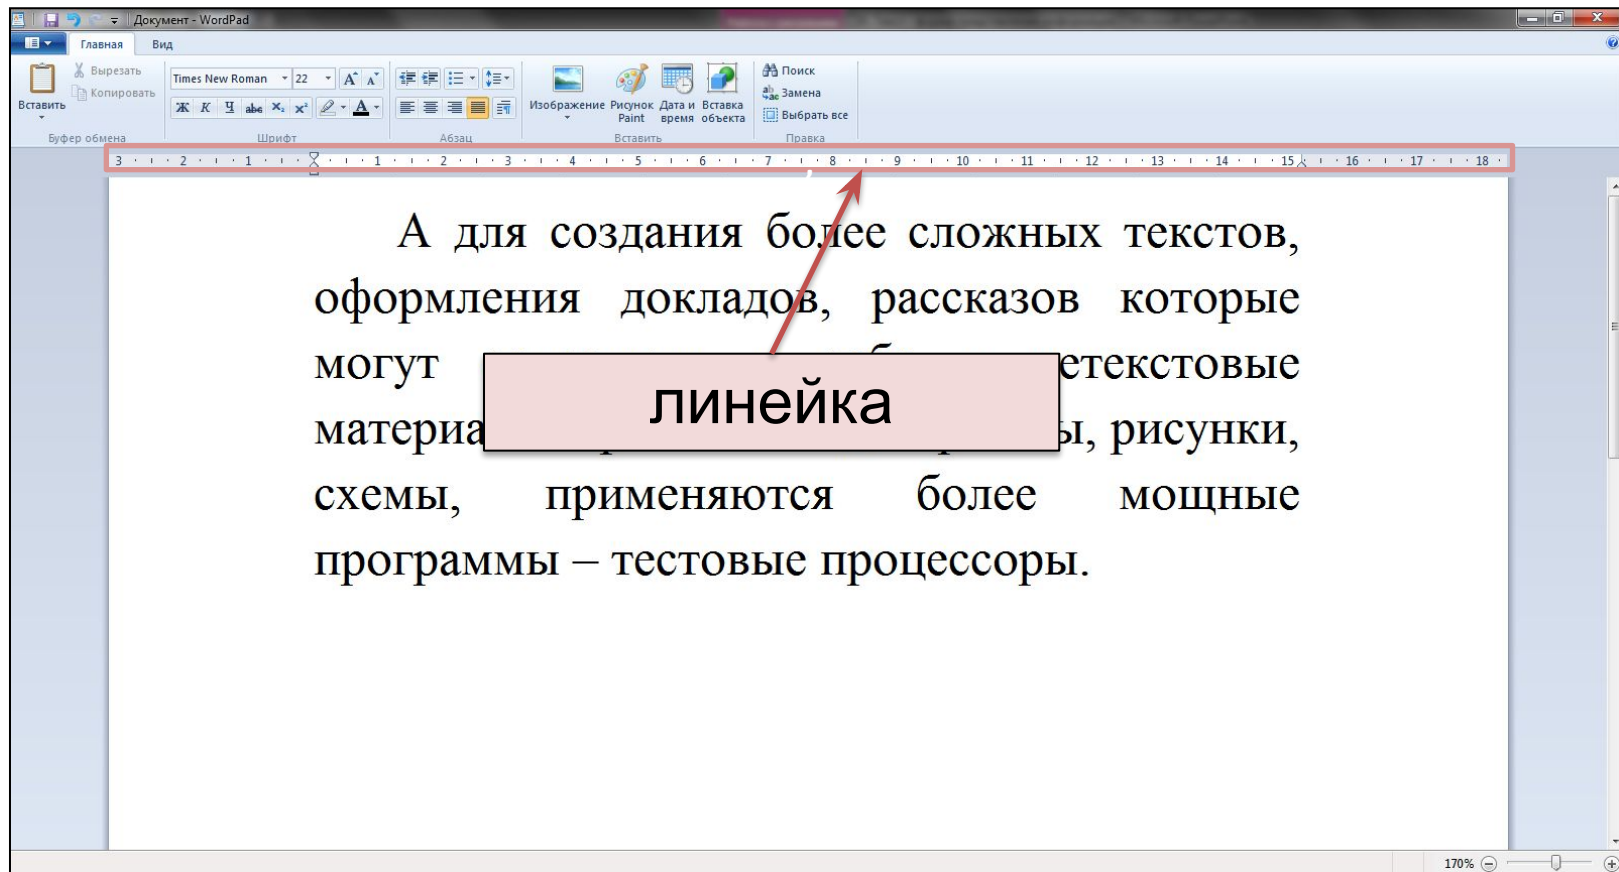 Документ - WordPad
Главная Вид
Вставить
Вырезать
Копировать
Буфер обмена
Times New Roman 22
Ж К Ч abc X₂ X² А
Шрифт
Абзац
Изображение
Рисунок Paint
Дата и время
Вставка объекта
Вставить
Поиск
Замена
Выбрать все
Правка
3 2 1 1 2 3 4 5 6 7 8 9 10 11 12 13 14 15 16 17 18
А для создания более сложных текстов,
оформления докладов, рассказов которые
могут етекстовые
материа ы, рисунки,
схемы, применяются более мощные
программы – тестовые процессоры.
линейка
170%